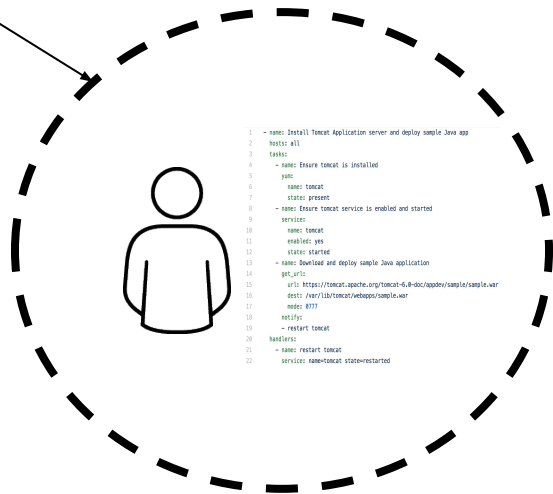 1 - name: Install Tomcat Application server and deploy sample Java app
2 hosts: all
3 tasks:
4 - name: Ensure tomcat is installed
5 yum:
6 name: tomcat
7 state: present
8 - name: Ensure tomcat service is enabled and started
9 service:
10 name: tomcat
11 enabled: yes
12 state: started
13 - name: Download and deploy sample Java application
14 get_url:
15 url: https://tomcat.apache.org/tomcat-6.0-doc/appdev/sample/sample.war
16 dest: /var/lib/tomcat/webapps/sample.war
17 mode: 0777
18 notify:
19 - restart tomcat
20 handlers:
21 - name: restart tomcat
22 service: name=tomcat state=restarted